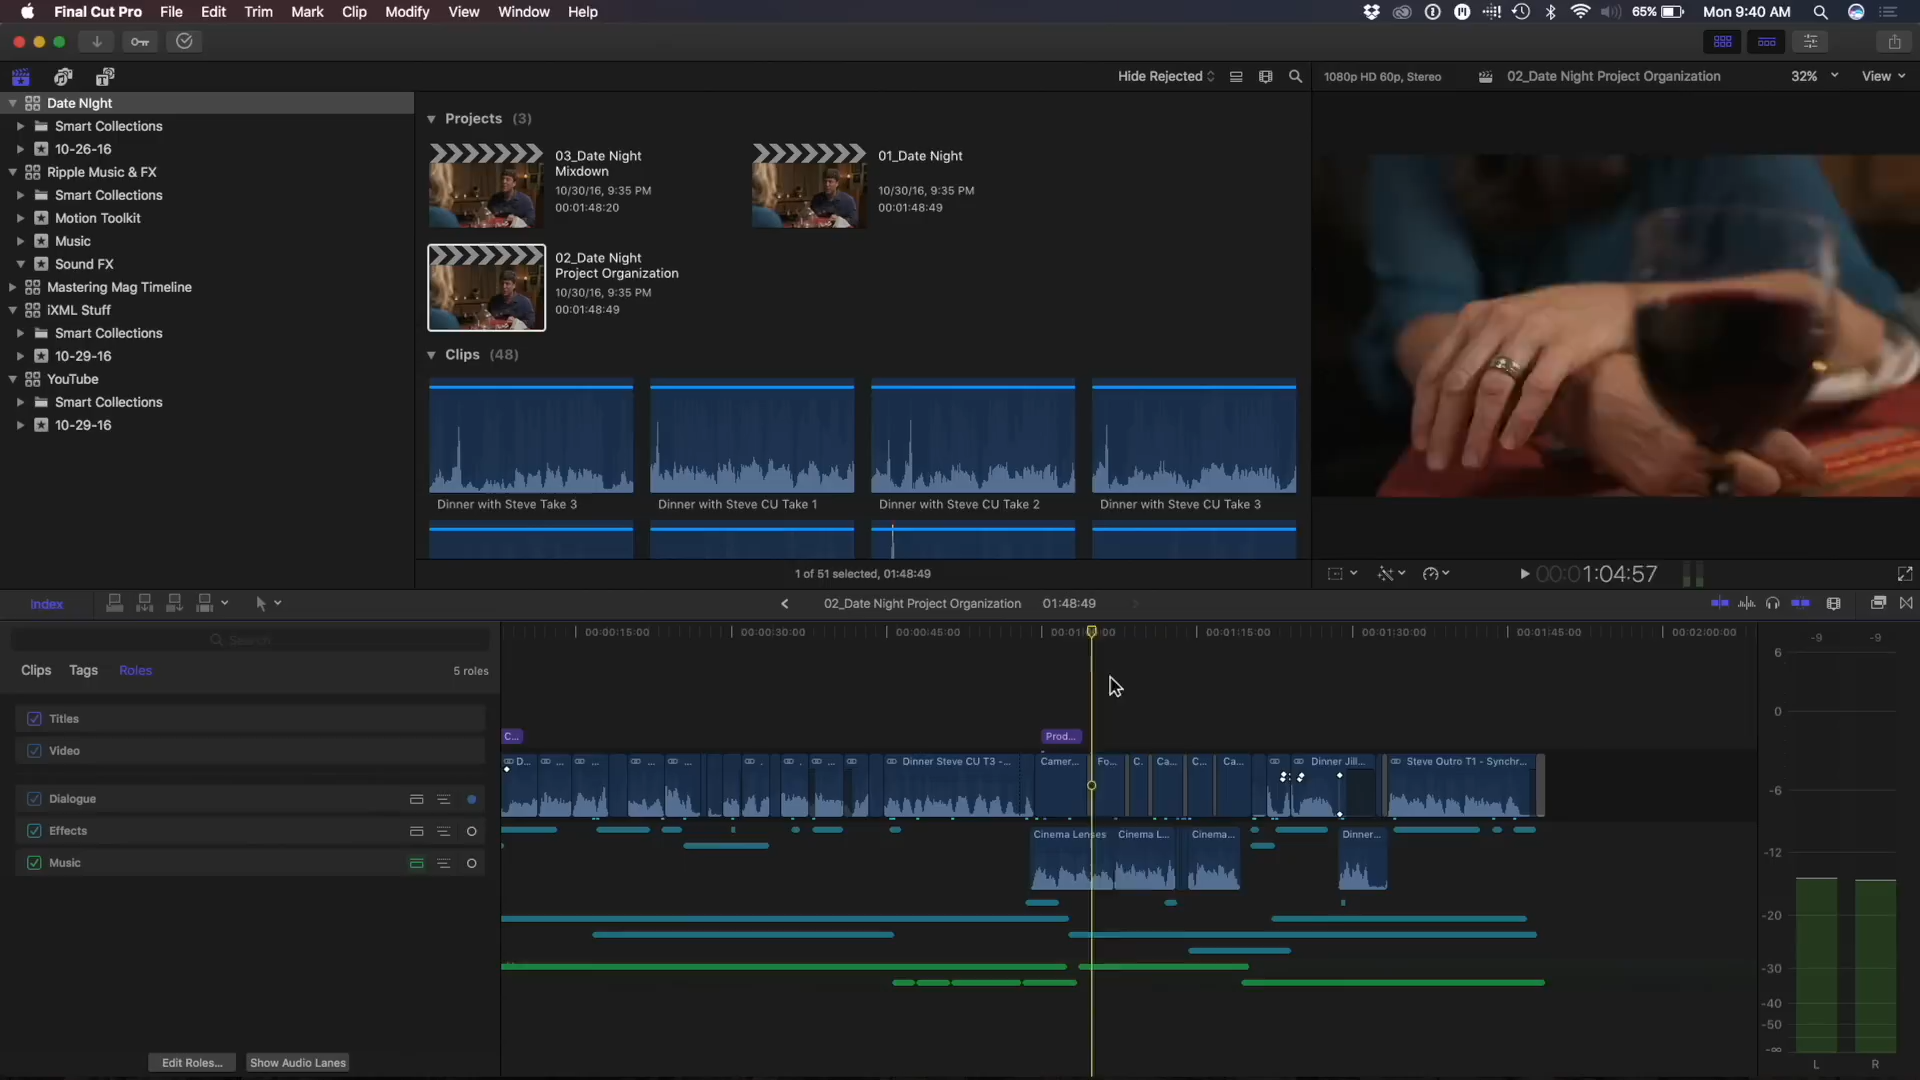 Final Cut Pro File Edit Trim Mark Clip Modify View Window Help 65% Mon 9:40 AM
Hide Rejected 1080p HD 60p, Stereo 02_Date Night Project Organization 32% View
Date NIght
Smart Collections
10-26-16
Ripple Music & FX
Smart Collections
Motion Toolkit
Music
Sound FX
Mastering Mag Timeline
iXML Stuff
Smart Collections
10-29-16
YouTube
Smart Collections
10-29-16
Projects (3)
03_Date Night
Mixdown
10/30/16, 9:35 PM
00:01:48:20
01_Date Night
10/30/16, 9:35 PM
00:01:48:49
02_Date Night
Project Organization
10/30/16, 9:35 PM
00:01:48:49
Clips (48)
Dinner with Steve Take 3
Dinner with Steve CU Take 1
Dinner with Steve CU Take 2
Dinner with Steve CU Take 3
1 of 51 selected, 01:48:49
00:01:04:57
Index 02_Date Night Project Organization 01:48:49
Search
Clips Tags Roles 5 roles
Titles
Video
Dialogue
Effects
Music
Edit Roles... Show Audio Lanes
00:00:15:00 00:00:30:00 00:00:45:00 00:01:15:00 00:01:30:00 00:01:45:00 00:02:00:00
C... Prod...
D... ... ... ... ... . . ... . Dinner Steve CU T3 -... Camer... Fo... C. Ca... C... Ca... ... Dinner Jill... Steve Outro T1 - Synchr...
Cinema Lenses Cinema L... Cinema... Dinner...
-9 -9
6
0
-6
-12
-20
-30
-40
-50
-∞
L R